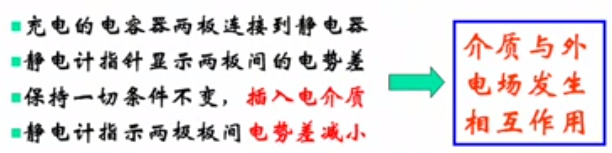 充电的电容器两板连接到静电器
静电计指针显示两板间的电势差
保持一切条件不变，插入电介质
静电计指示两极板间电势差减小
介质与外
电场发生
相互作用